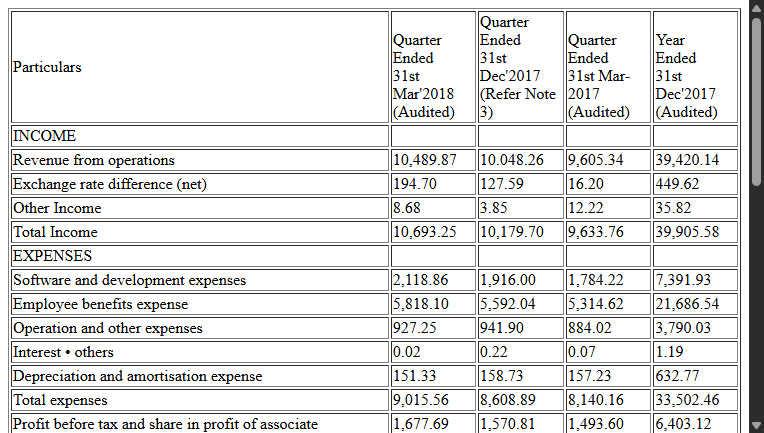 Particulars | Quarter Ended 31st Mar'2018 (Audited) | Quarter Ended 31st Dec'2017 (Refer Note 3) | Quarter Ended 31st Mar-2017 (Audited) | Year Ended 31st Dec'2017 (Audited)
INCOME
Revenue from operations 10,489.87 10.048.26 9,605.34 39,420.14
Exchange rate difference (net) 194.70 127.59 16.20 449.62
Other Income 8.68 3.85 12.22 35.82
Total Income 10,693.25 10,179.70 9,633.76 39,905.58
EXPENSES
Software and development expenses 2,118.86 1,916.00 1,784.22 7,391.93
Employee benefits expense 5,818.10 5,592.04 5,314.62 21,686.54
Operation and other expenses 927.25 941.90 884.02 3,790.03
Interest • others 0.02 0.22 0.07 1.19
Depreciation and amortisation expense 151.33 158.73 157.23 632.77
Total expenses 9,015.56 8,608.89 8,140.16 33,502.46
Profit before tax and share in profit of associate 1,677.69 1,570.81 1,493.60 6,403.12